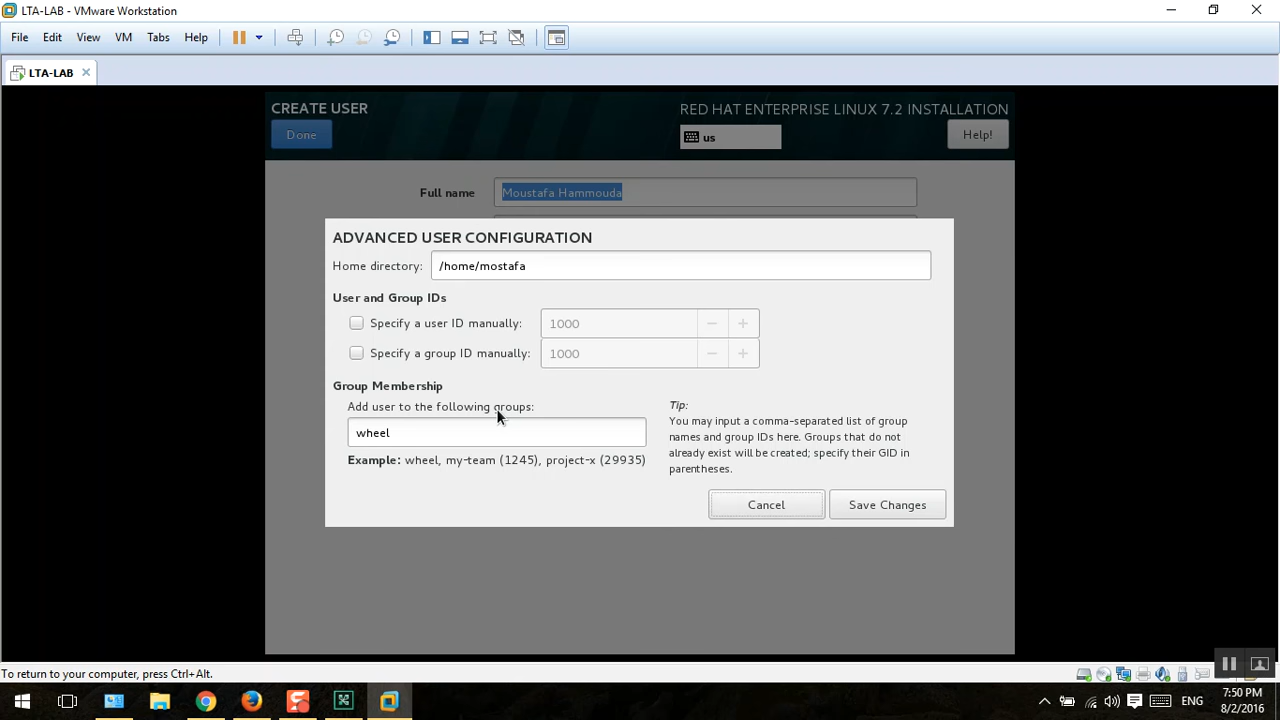 LTA-LAB - VMware Workstation
File Edit View VM Tabs Help
LTA-LAB
CREATE USER
RED HAT ENTERPRISE LINUX 7.2 INSTALLATION
Done
us
Help!
Full name
Moustafa Hammouda
ADVANCED USER CONFIGURATION
Home directory: /home/mostafa
User and Group IDs
Specify a user ID manually: 1000
Specify a group ID manually: 1000
Group Membership
Add user to the following groups:
wheel
Example: wheel, my-team (1245), project-x (29935)
Tip:
You may input a comma-separated list of group
names and group IDs here. Groups that do not
already exist will be created; specify their GID in
parentheses.
Cancel
Save Changes
To return to your computer, press Ctrl+Alt.
ENG
7:50 PM
8/2/2016